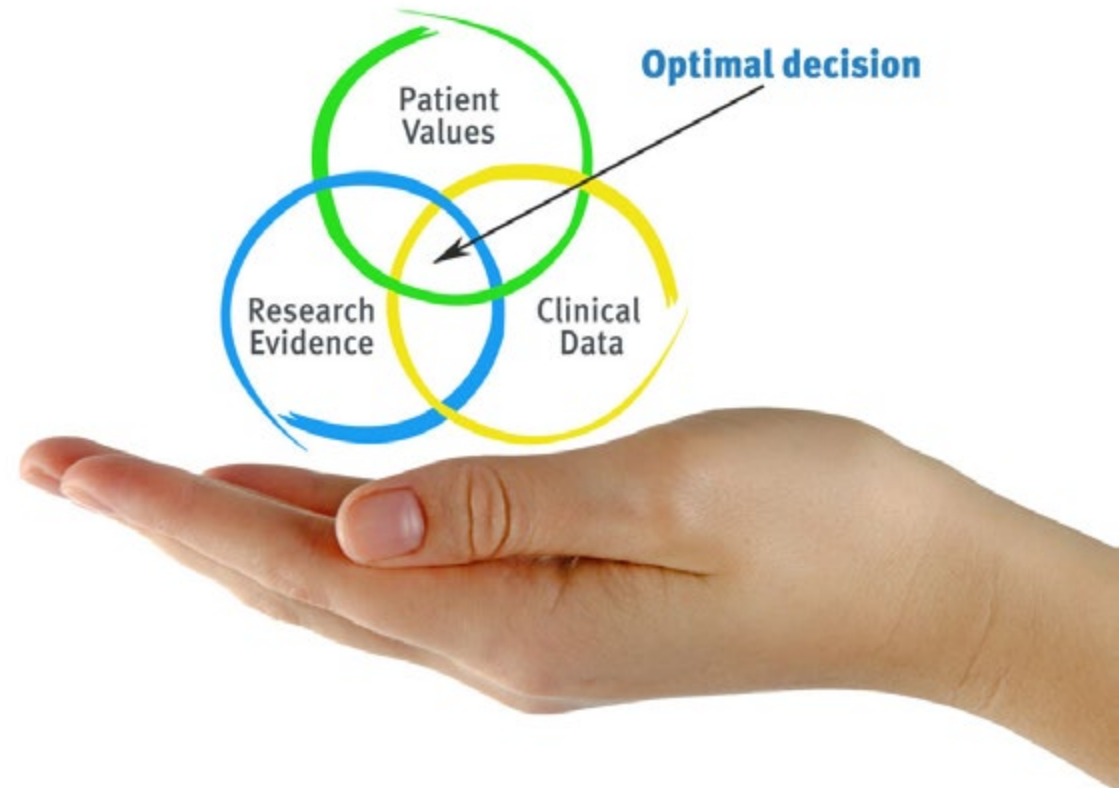 Optimal decision
Patient
Values
Research
Evidence
Clinical
Data